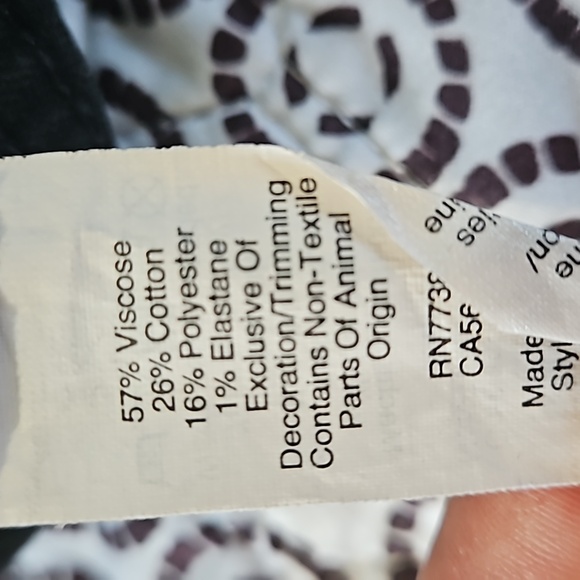 57% Viscose
26% Cotton
16% Polyester
1% Elastane
Exclusive Of
Decoration/Trimming
Contains Non-Textile
Parts Of Animal
Origin
Made